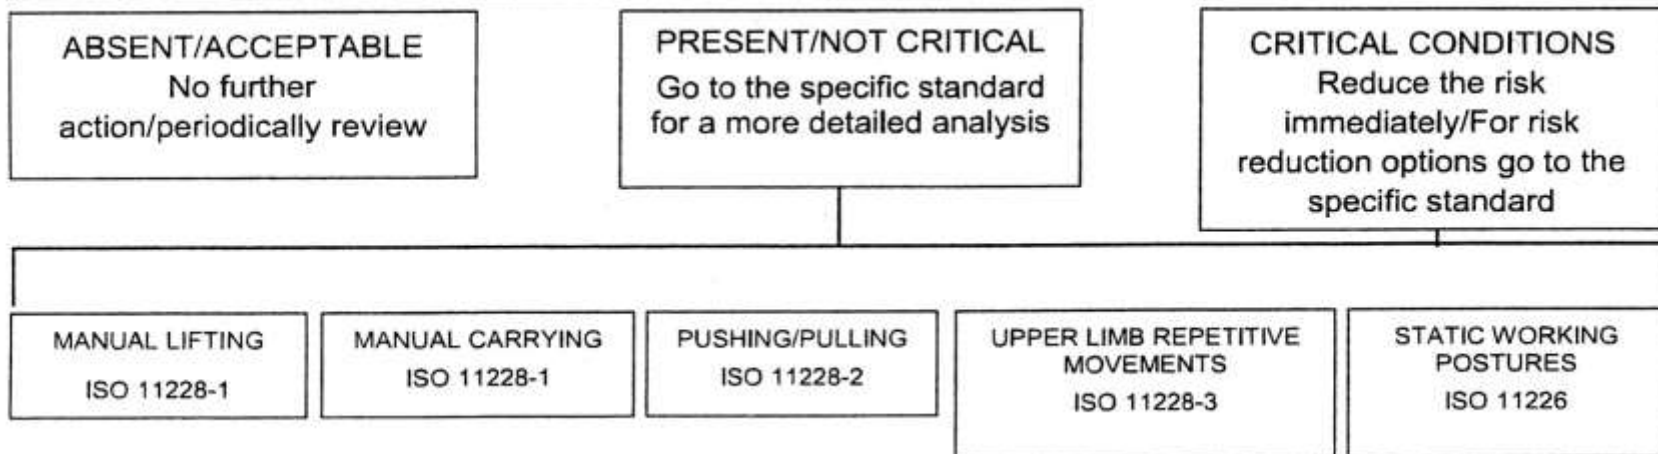 ABSENT/ACCEPTABLE
No further
action/periodically review
PRESENT/NOT CRITICAL
Go to the specific standard
for a more detailed analysis
CRITICAL CONDITIONS
Reduce the risk
immediately/For risk
reduction options go to the
specific standard
MANUAL LIFTING
ISO 11228-1
MANUAL CARRYING
ISO 11228-1
PUSHING/PULLING
ISO 11228-2
UPPER LIMB REPETITIVE
MOVEMENTS
ISO 11228-3
STATIC WORKING
POSTURES
ISO 11226